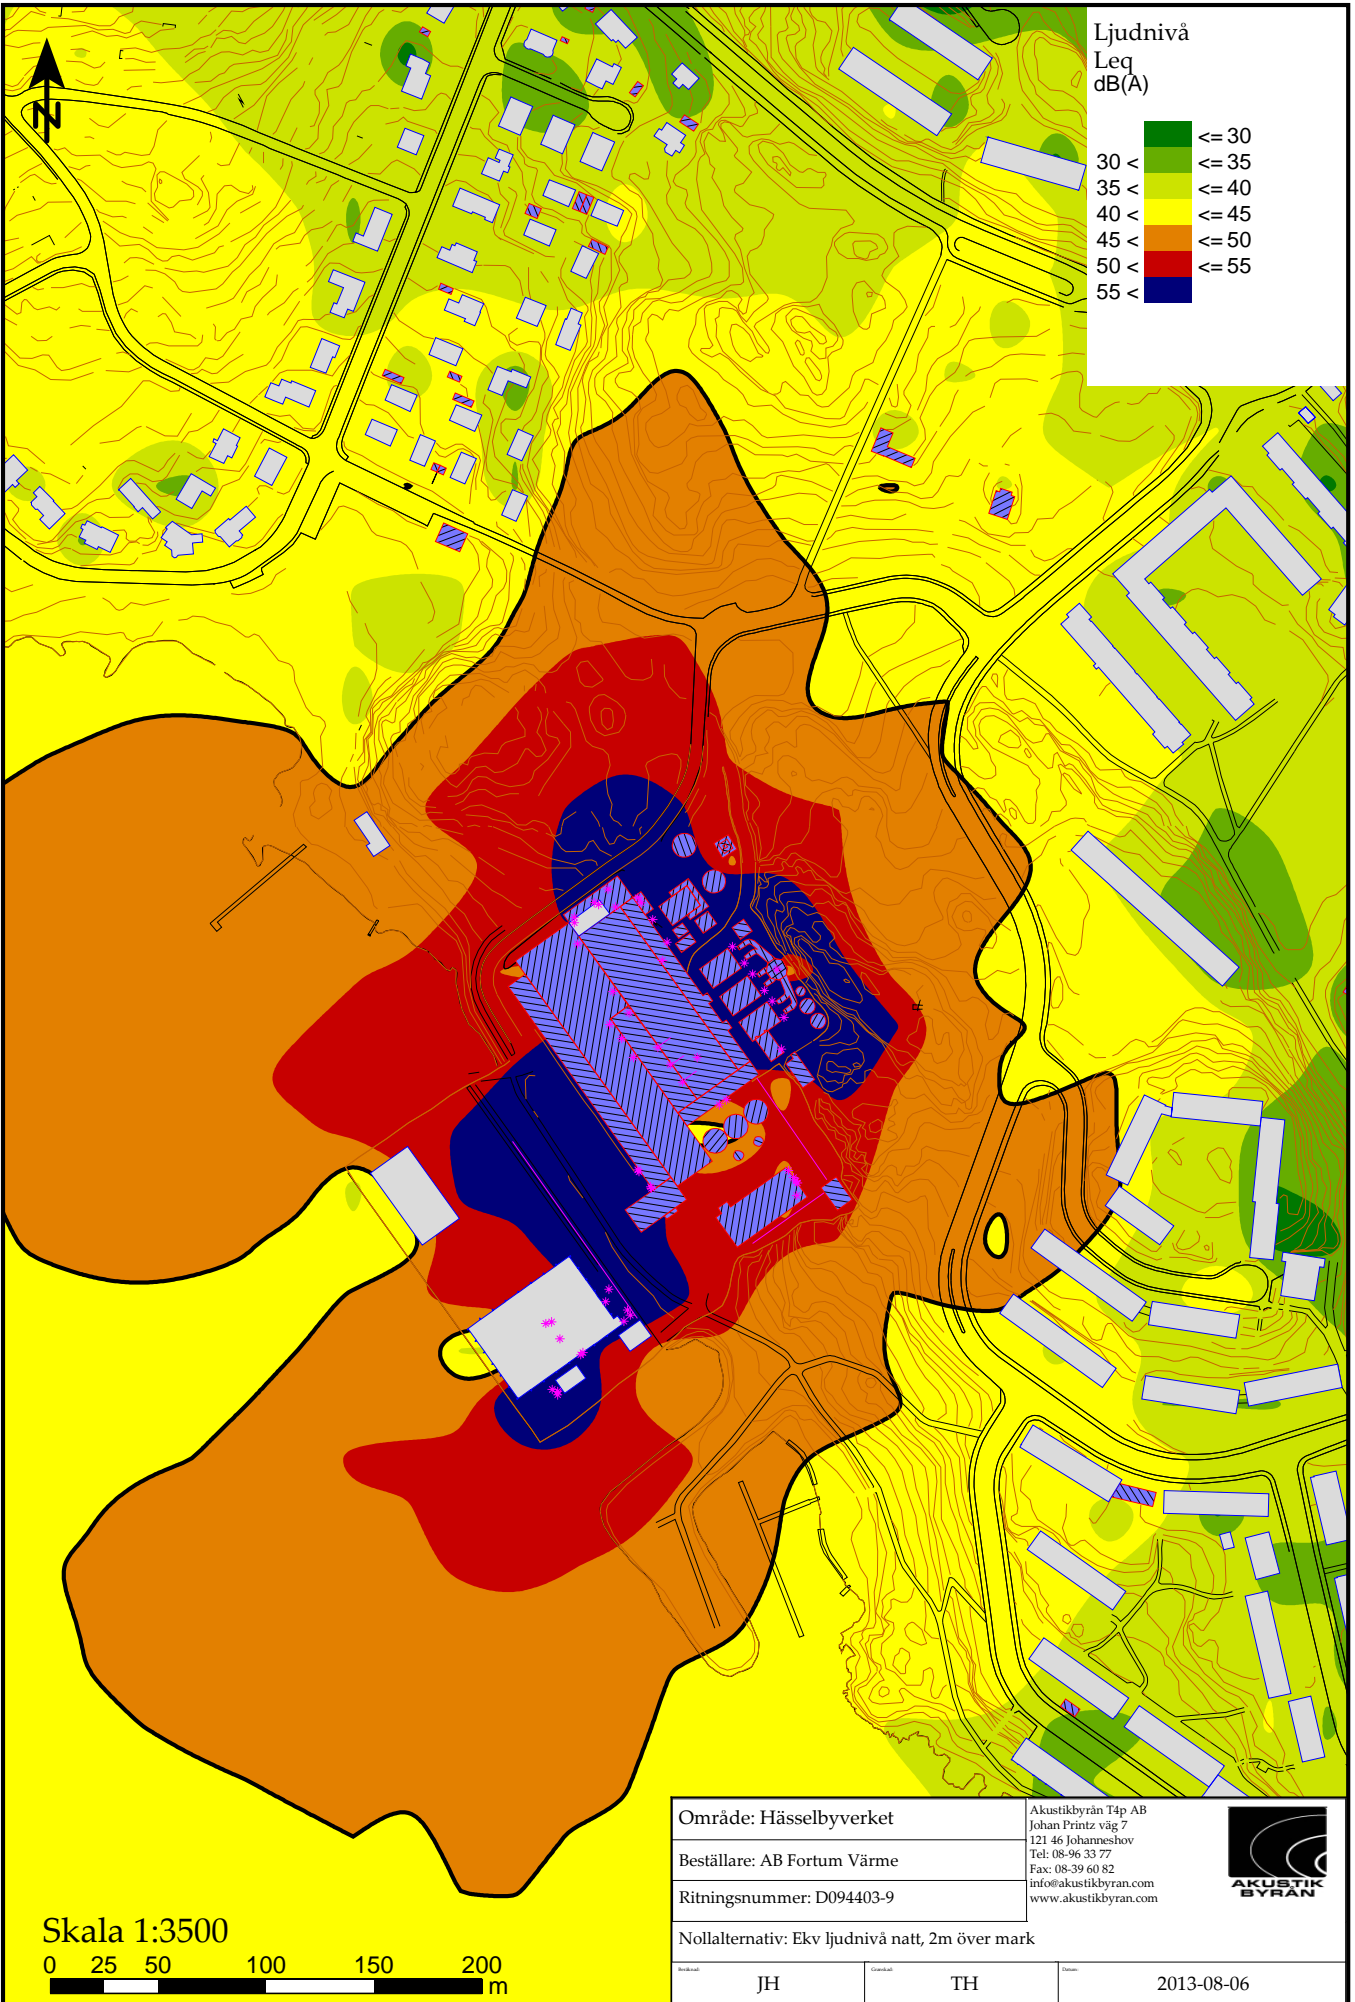 Ljudnivå
Leq
dB(A)
<= 30
30 < <= 35
35 < <= 40
40 < <= 45
45 < <= 50
50 < <= 55
55 <
N
Område: Hässelbyverket
Beställare: AB Fortum Värme
Ritningsnummer: D094403-9
Nollalternativ: Ekv ljudnivå natt, 2m över mark
Akustikbyrån T4p AB
Johan Printz väg 7
121 46 Johanneshov
Tel: 08-96 33 77
Fax: 08-39 60 82
info@akustikbyran.com
www.akustikbyran.com
AKUSTIK
BYRÅN
JH
TH
Datum:
2013-08-06
Skala 1:3500
0 25 50 100 150 200
m